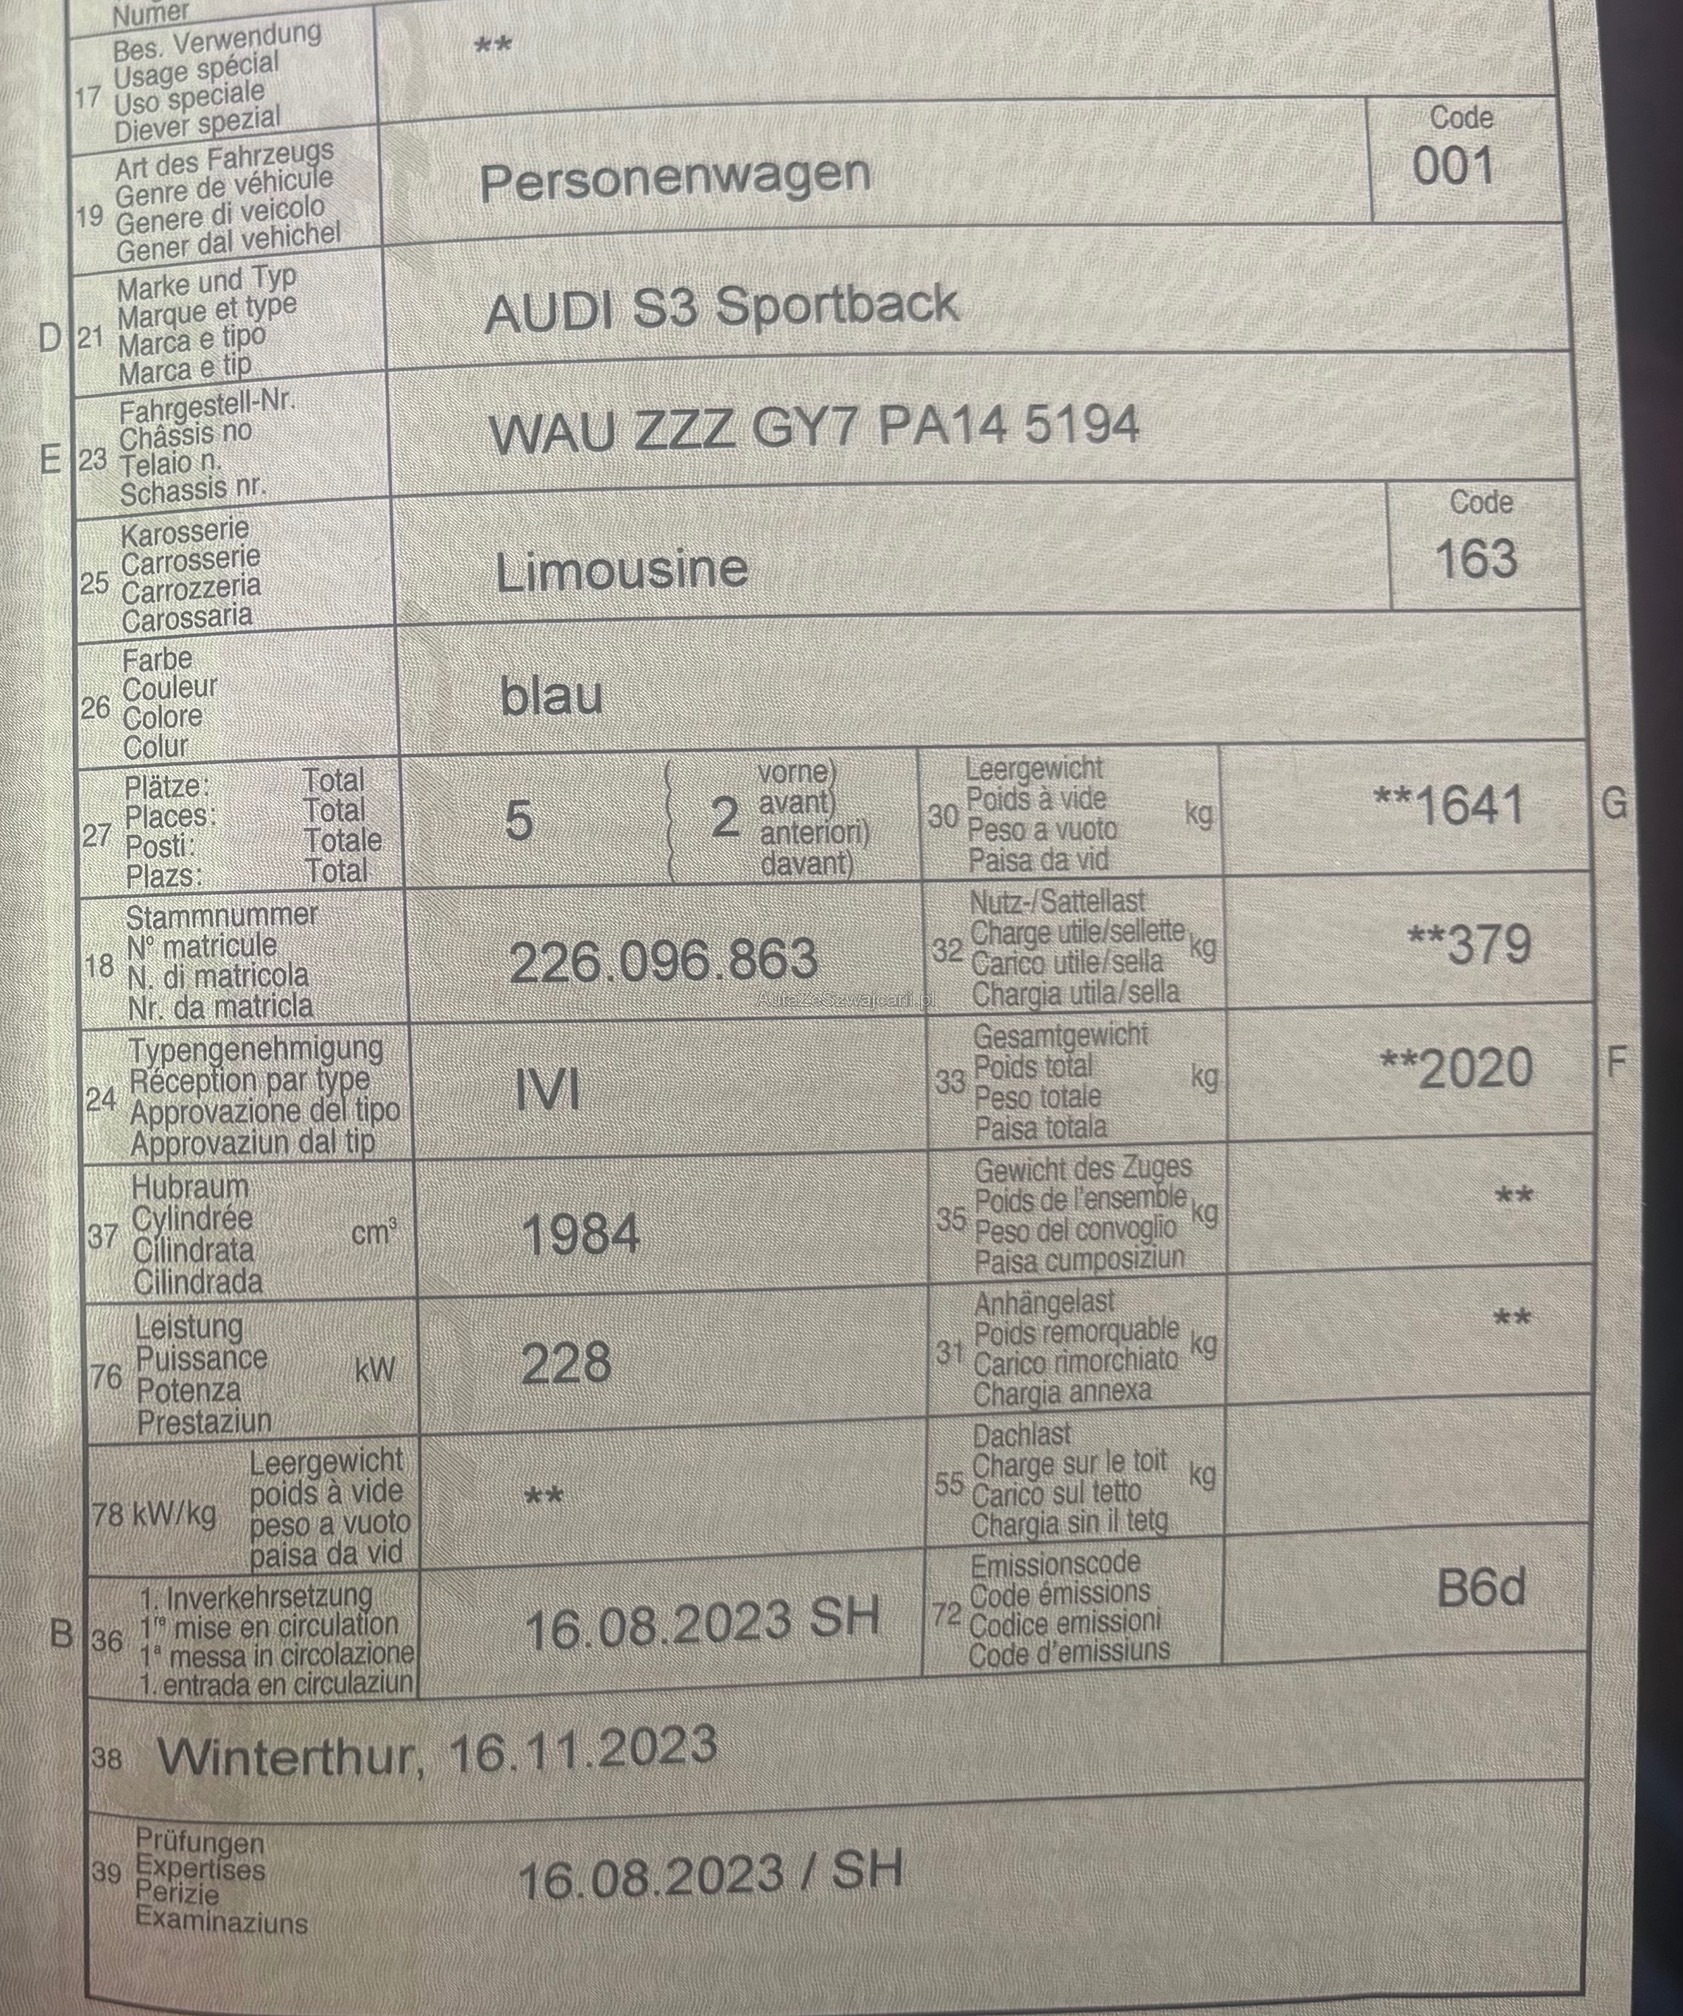 Numer
17 Bes. Verwendung
Usage spécial
Uso speciale
Diever spezial
**
19 Art des Fahrzeugs
Genre de véhicule
Genere di veicolo
Gener dal vehichel
Personenwagen
Code
001
D 21 Marke und Typ
Marque et type
Marca e tipo
Marca e tip
AUDI S3 Sportback
E 23 Fahrgestell-Nr.
Châssis no
Telaio n.
Schassis nr.
WAU ZZZ GY7 PA14 5194
25 Karosserie
Carrosserie
Carrozzeria
Carossaria
Limousine
Code
163
26 Farbe
Couleur
Colore
Colur
blau
27 Plätze: Total
Places: Total
Posti: Totale
Plazs: Total
5 ( 2 vorne)
avant)
anteriori)
davant)
30 Leergewicht
Poids à vide
Peso a vuoto
Paisa da vid
kg
**1641 G
18 Stammnummer
N° matricule
N. di matricola
Nr. da matricla
226.096.863
AutaZeSzwajcarii.pl
32 Nutz-/Sattellast
Charge utile/sellette
Carico utile/sella
Chargia utila/sella
kg
**379
24 Typengenehmigung
Réception par type
Approvazione del tipo
Approvaziun dal tip
IVI
33 Gesamtgewicht
Poids total
Peso totale
Paisa totala
kg
**2020 F
37 Hubraum
Cylindrée
Cilindrata
Cilindrada
cm³
1984
35 Gewicht des Zuges
Poids de l'ensemble
Peso del convoglio
Paisa cumposiziun
kg
**
76 Leistung
Puissance
Potenza
Prestaziun
kW
228
31 Anhängelast
Poids remorquable
Carico rimorchiato
Chargia annexa
kg
**
78 kW/kg Leergewicht
poids à vide
peso a vuoto
paisa da vid
**
55 Dachlast
Charge sur le toit
Carico sul tetto
Chargia sin il tetg
kg
B 36 1. Inverkehrsetzung
1re mise en circulation
1a messa in circolazione
1. entrada en circulaziun
16.08.2023 SH
72 Emissionscode
Code émissions
Codice emissioni
Code d'emissiuns
B6d
38 Winterthur, 16.11.2023
39 Prüfungen
Expertises
Perizie
Examinaziuns
16.08.2023 / SH